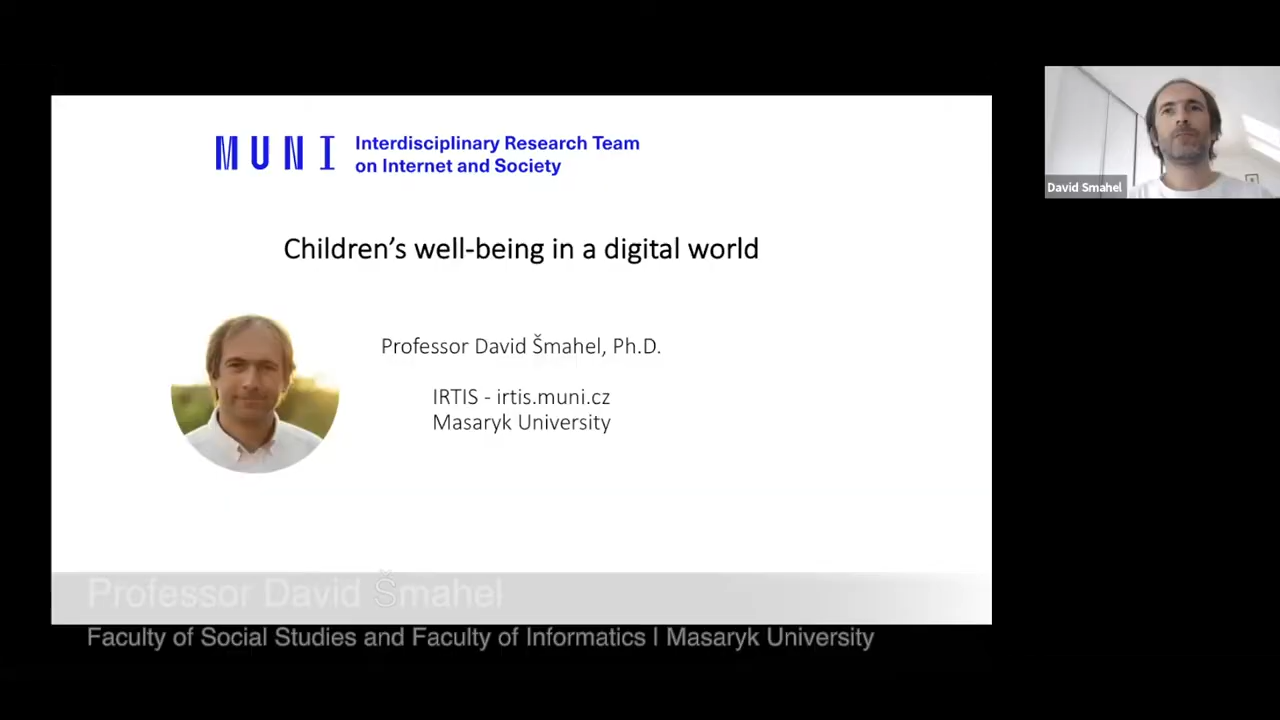 MUNI Interdisciplinary Research Team
on Internet and Society
Children’s well-being in a digital world
Professor David Šmahel, Ph.D.
IRTIS - irtis.muni.cz
Masaryk University
David Smahel
Professor David Šmahel
Faculty of Social Studies and Faculty of Informatics | Masaryk University